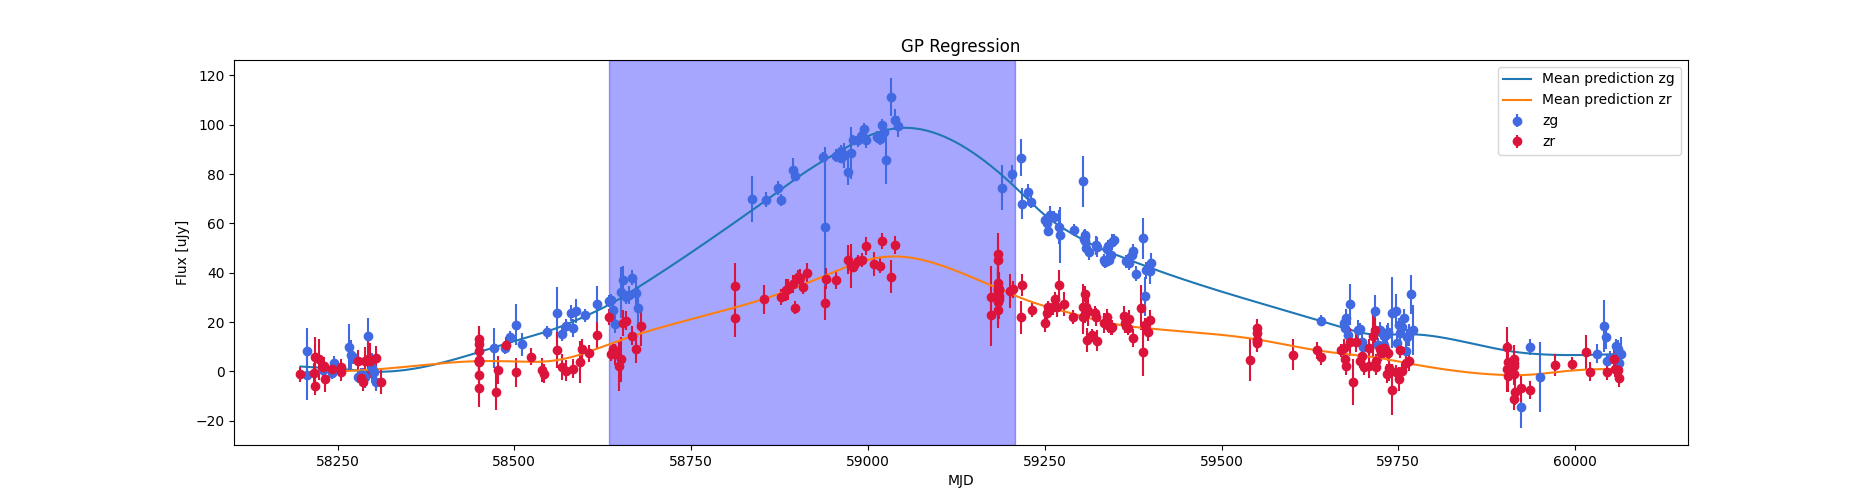 GP Regression
Mean prediction zg
Mean prediction zr
zg
zr
Flux [uJy]
120
100
80
60
40
20
0
−20
58250 58500 58750 59000 59250 59500 59750 60000
MJD